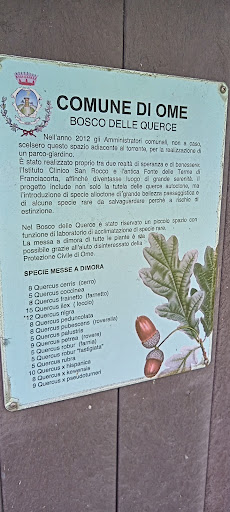 COMUNE DI OME
BOSCO DELLE QUERCE
Nell'anno 2012 gli Amministratori comunali, non a caso,
scelsero questo spazio adiacente al torrente, per la realizzazione di
un parco-giardino.
È stato realizzato proprio tra due realtà di speranza e di benessere:
l'Istituto Clinico San Rocco e l'antica Fonte delle Terme di
Franciacorta, affinché diventasse luogo di grande serenità. Il
progetto include non solo la tutela delle querce autoctone, ma
l'introduzione di specie alloctone di grande bellezza paesaggistica e
di alcune specie rare da salvaguardare perché a rischio di
estinzione.
Nel Bosco delle Querce è stato riservato un piccolo spazio con
funzione di laboratorio di acclimatazione di specie rare.
La messa a dimora di tutte le piante è stata
possibile grazie all'aiuto disinteressato della
Protezione Civile di Ome.
SPECIE MESSE A DIMORA
8 Quercus cerris (cerro)
5 Quercus coccinea
8 Quercus frainetto (farnetto)
15 Quercus ilex (leccio)
12 Quercus nigra
8 Quercus pedunculata
8 Quercus pubescens (roverella)
5 Quercus palustris
9 Quercus petrea (rovere)
5 Quercus robur (farnia)
5 Quercus robur "fastigiata"
5 Quercus rubra
10 Quercus x hispanica
8 Quercus x kewensis
9 Quercus x pseudoturneri